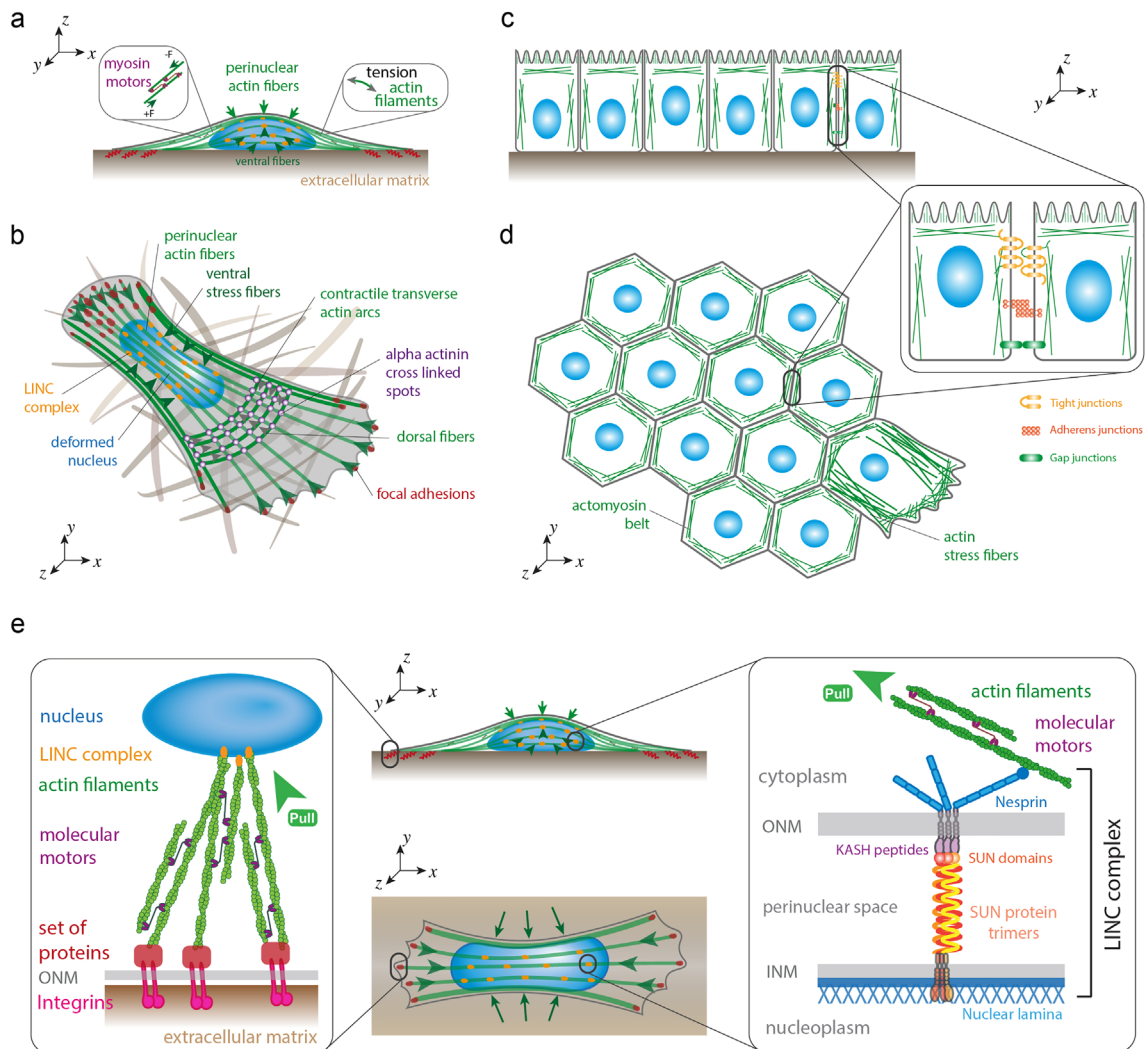 a
z
y
x
myosin
motors
-F
+F
perinuclear
actin fibers
tension
actin
filaments
ventral fibers
extracellular matrix
c
z
y
x
b
perinuclear
actin fibers
ventral
stress fibers
contractile transverse
actin arcs
alpha actinin
cross linked
spots
LINC
complex
deformed
nucleus
dorsal fibers
focal adhesions
y
z
x
d
actomyosin
belt
actin
stress fibers
y
z
x
Tight junctions
Adherens junctions
Gap junctions
e
nucleus
LINC complex
actin filaments
Pull
molecular
motors
set of
proteins
ONM
Integrins
extracellular matrix
z
y
x
y
z
x
Pull
actin filaments
molecular
motors
cytoplasm
Nesprin
ONM
KASH peptides
SUN domains
perinuclear space
SUN protein
trimers
INM
Nuclear lamina
nucleoplasm
LINC complex